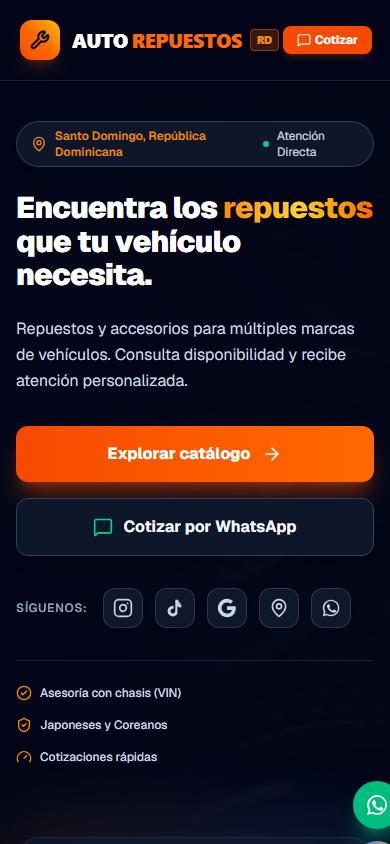 AUTO REPUESTOS RD
Cotizar
Santo Domingo, República
Dominicana
Atención
Directa
Encuentra los repuestos
que tu vehículo
necesita.
Repuestos y accesorios para múltiples marcas
de vehículos. Consulta disponibilidad y recibe
atención personalizada.
Explorar catálogo
Cotizar por WhatsApp
SÍGUENOS:
Asesoría con chasis (VIN)
Japoneses y Coreanos
Cotizaciones rápidas